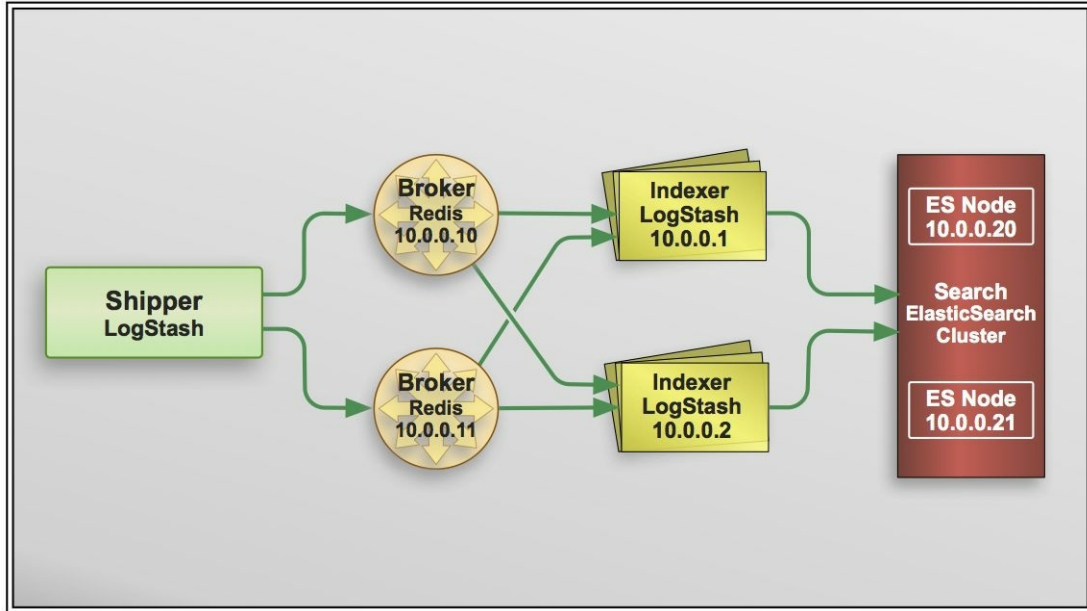 Shipper
LogStash
Broker
Redis
10.0.0.10
Broker
Redis
10.0.0.11
Indexer
LogStash
10.0.0.1
Indexer
LogStash
10.0.0.2
ES Node
10.0.0.20
Search
ElasticSearch
Cluster
ES Node
10.0.0.21